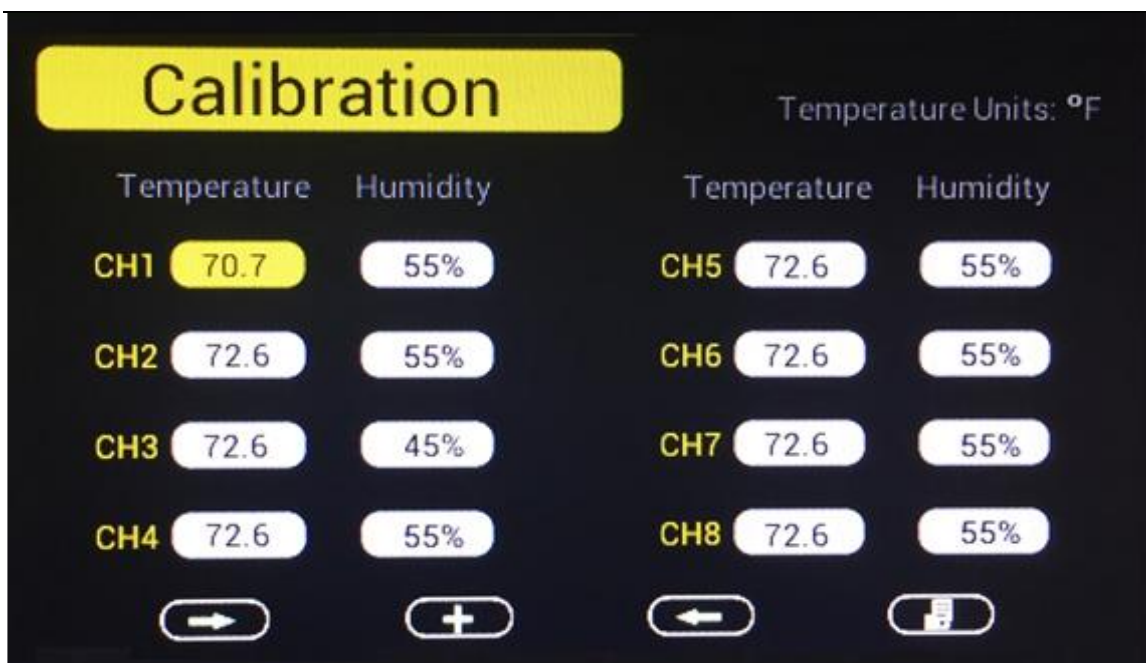 Calibration
Temperature Units: °F
Temperature Humidity Temperature Humidity
CH1 70.7 55% CH5 72.6 55%
CH2 72.6 55% CH6 72.6 55%
CH3 72.6 45% CH7 72.6 55%
CH4 72.6 55% CH8 72.6 55%